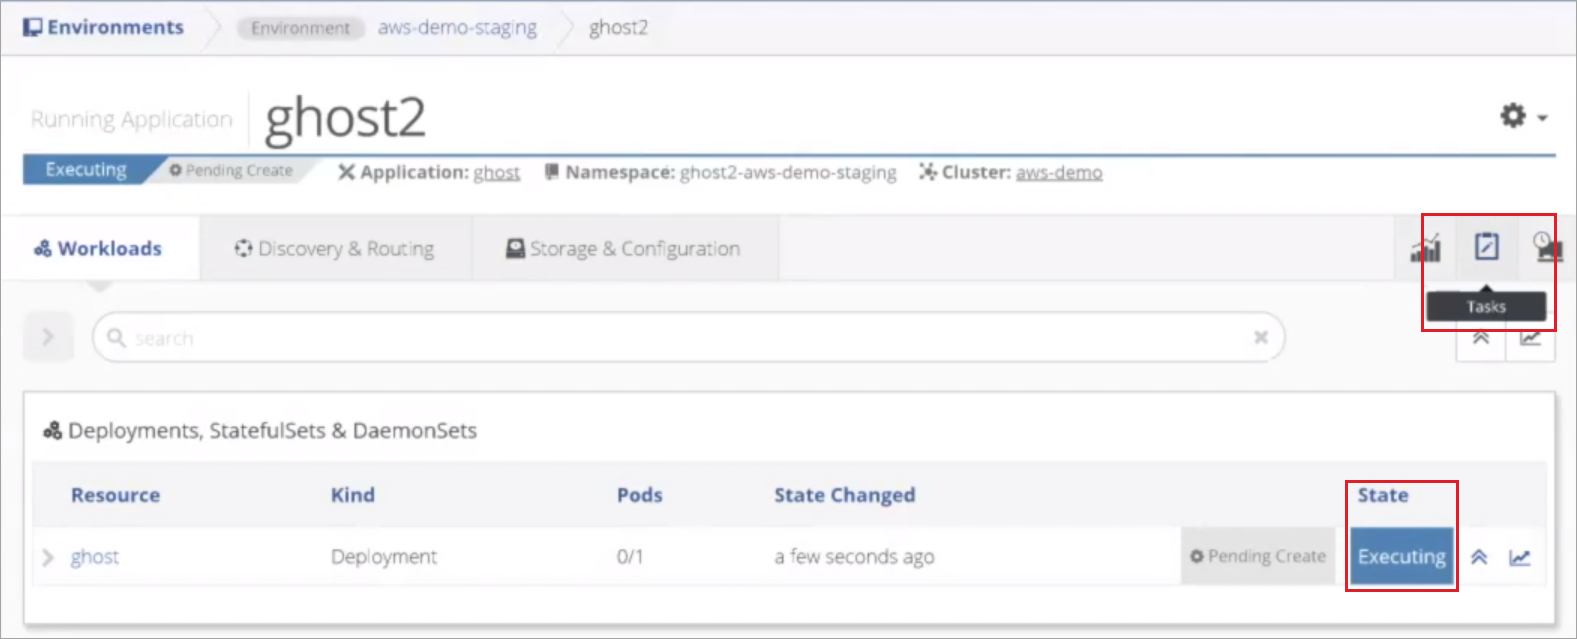 Environments Environment aws-demo-staging ghost2
Running Application ghost2
Executing Pending Create Application: ghost Namespace: ghost2-aws-demo-staging Cluster: aws-demo
Workloads Discovery & Routing Storage & Configuration
Tasks
search
Deployments, StatefulSets & DaemonSets
Resource Kind Pods State Changed State
ghost Deployment 0/1 a few seconds ago Pending Create Executing